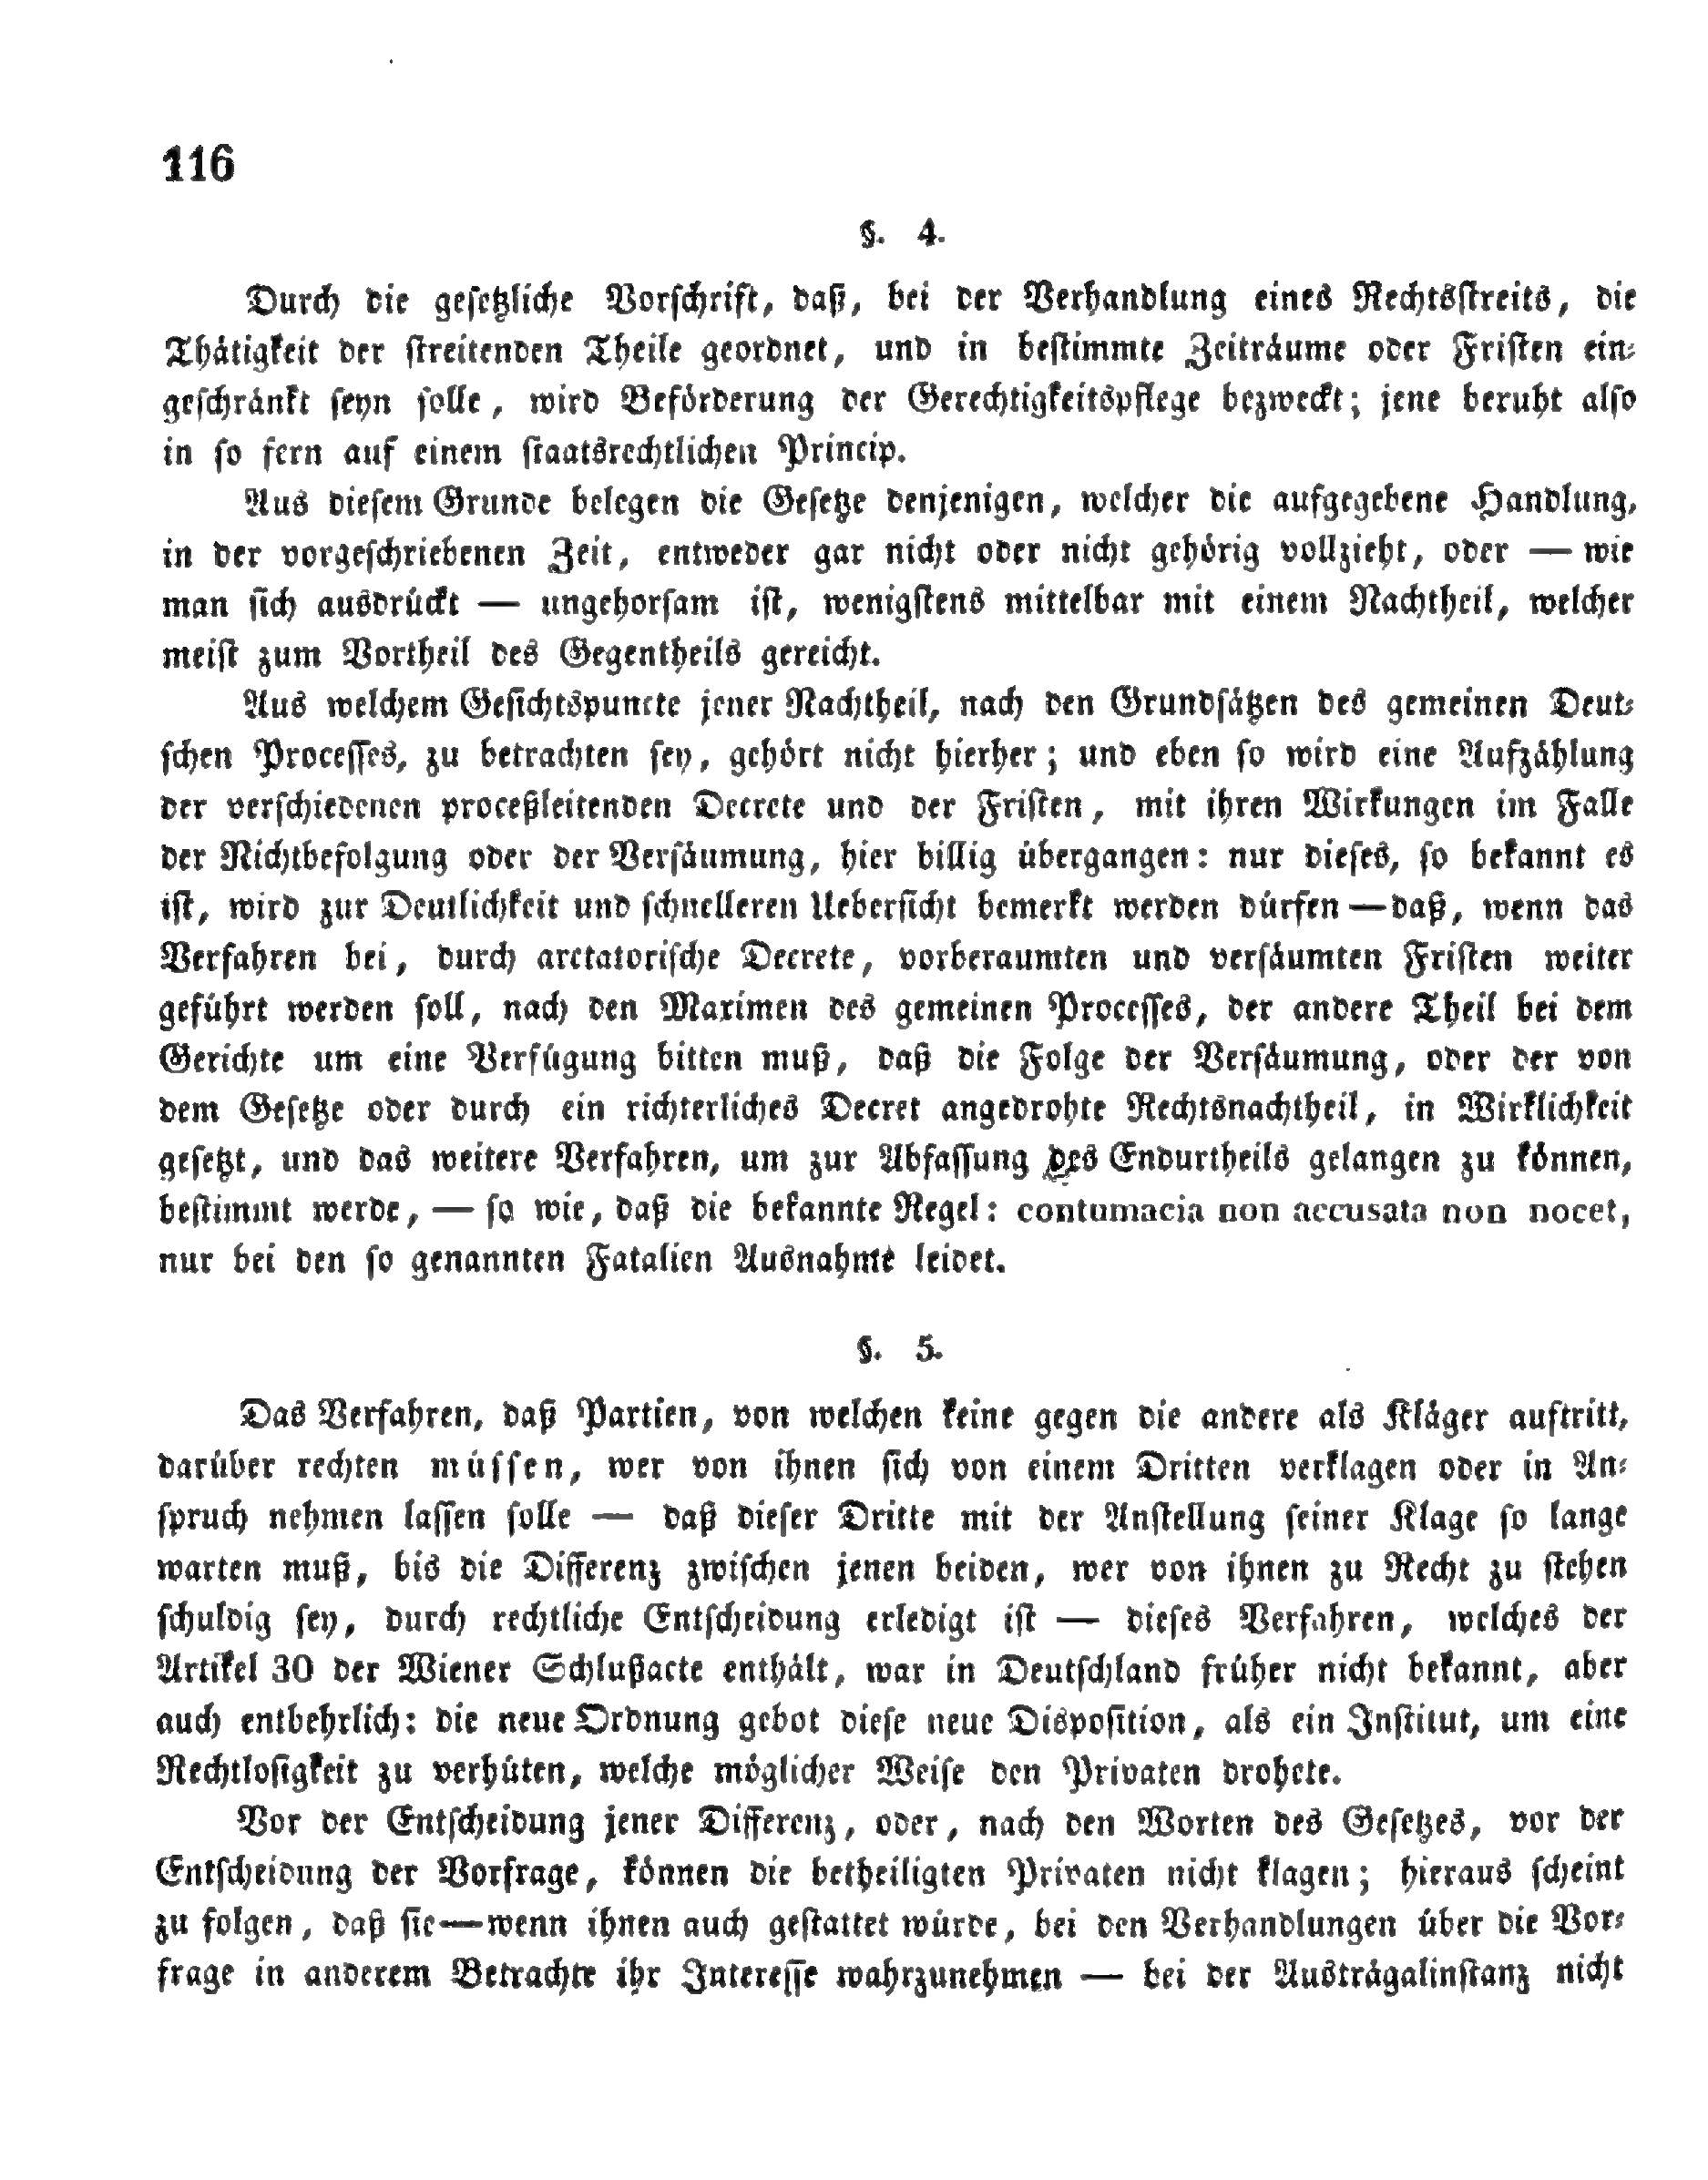 116
§. 4.
Durch die gesetzliche Vorschrift, daß, bei der Verhandlung eines Rechtsstreits, die
Thätigkeit der streitenden Theile geordnet, und in bestimmte Zeiträume oder Fristen ein-
geschränkt seyn solle, wird Beförderung der Gerechtigkeitspflege bezweckt; jene beruht also
in so fern auf einem staatsrechtlichen Princip.
Aus diesem Grunde belegen die Gesetze denjenigen, welcher die aufgegebene Handlung,
in der vorgeschriebenen Zeit, entweder gar nicht oder nicht gehörig vollzieht, oder — wie
man sich ausdrückt — ungehorsam ist, wenigstens mittelbar mit einem Nachtheil, welcher
meist zum Vortheil des Gegentheils gereicht.
Aus welchem Gesichtspuncte jener Nachtheil, nach den Grundsätzen des gemeinen Deut-
schen Processes, zu betrachten sey, gehört nicht hierher; und eben so wird eine Aufzählung
der verschiedenen proceßleitenden Decrete und der Fristen, mit ihren Wirkungen im Falle
der Nichtbefolgung oder der Versäumung, hier billig übergangen: nur dieses, so bekannt es
ist, wird zur Deutlichkeit und schnelleren Uebersicht bemerkt werden dürfen — daß, wenn das
Verfahren bei, durch arctatorische Decrete, vorberaumten und versäumten Fristen weiter
geführt werden soll, nach den Maximen des gemeinen Processes, der andere Theil bei dem
Gerichte um eine Verfügung bitten muß, daß die Folge der Versäumung, oder der von
dem Gesetze oder durch ein richterliches Decret angedrohte Rechtsnachtheil, in Wirklichkeit
gesetzt, und das weitere Verfahren, um zur Abfassung des Endurtheils gelangen zu können,
bestimmt werde, — so wie, daß die bekannte Regel: contumacia non accusata non nocet,
nur bei den so genannten Fatalien Ausnahme leidet.
§. 5.
Das Verfahren, daß Partien, von welchen keine gegen die andere als Kläger auftritt,
darüber rechten müssen, wer von ihnen sich von einem Dritten verklagen oder in An-
spruch nehmen lassen solle — daß dieser Dritte mit der Anstellung seiner Klage so lange
warten muß, bis die Differenz zwischen jenen beiden, wer von ihnen zu Recht zu stehen
schuldig sey, durch rechtliche Entscheidung erledigt ist — dieses Verfahren, welches der
Artikel 30 der Wiener Schlußacte enthält, war in Deutschland früher nicht bekannt, aber
auch entbehrlich: die neue Ordnung gebot diese neue Disposition, als ein Institut, um eine
Rechtlosigkeit zu verhüten, welche möglicher Weise den Privaten drohete.
Vor der Entscheidung jener Differenz, oder, nach den Worten des Gesetzes, vor der
Entscheidung der Vorfrage, können die betheiligten Privaten nicht klagen; hieraus scheint
zu folgen, daß sie — wenn ihnen auch gestattet würde, bei den Verhandlungen über die Vor-
frage in anderem Betrachte ihr Interesse wahrzunehmen — bei der Austrägalinstanz nicht